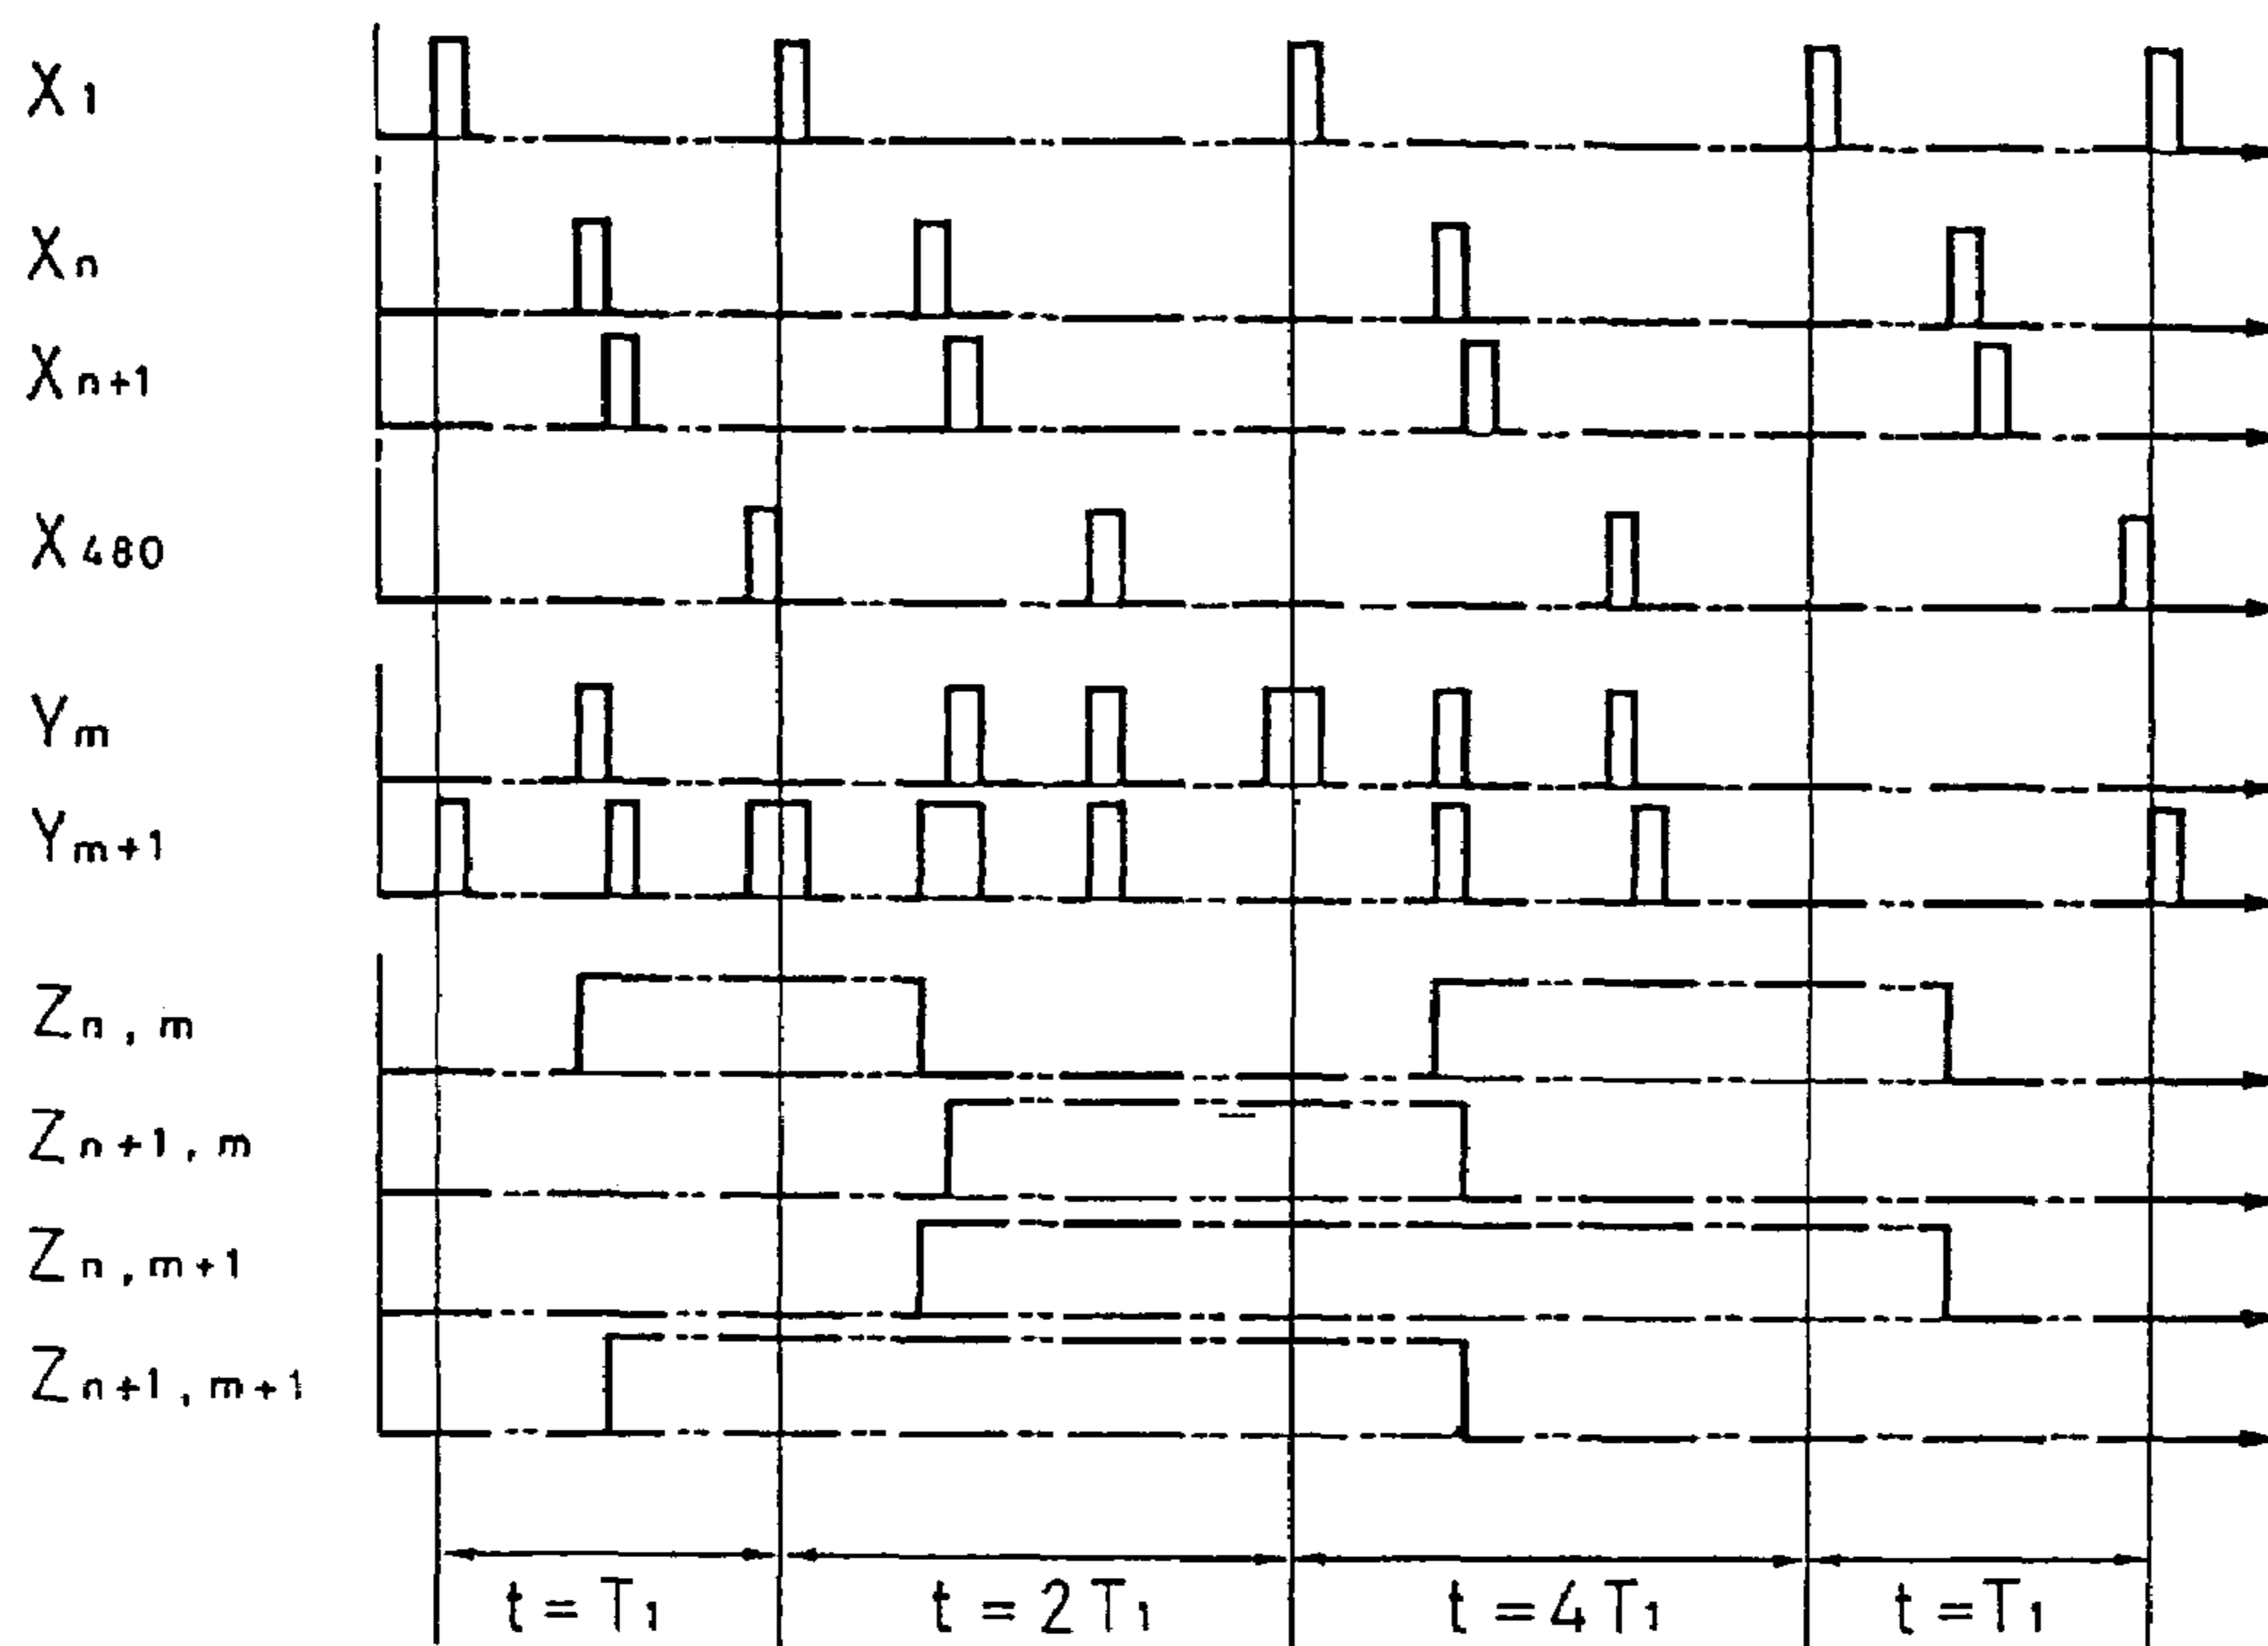 X1
Xn
Xn+1
X480
Ym
Ym+1
Zn,m
Zn+1,m
Zn,m+1
Zn+1,m+1
t=T1 t=2T1 t=4T1 t=T1